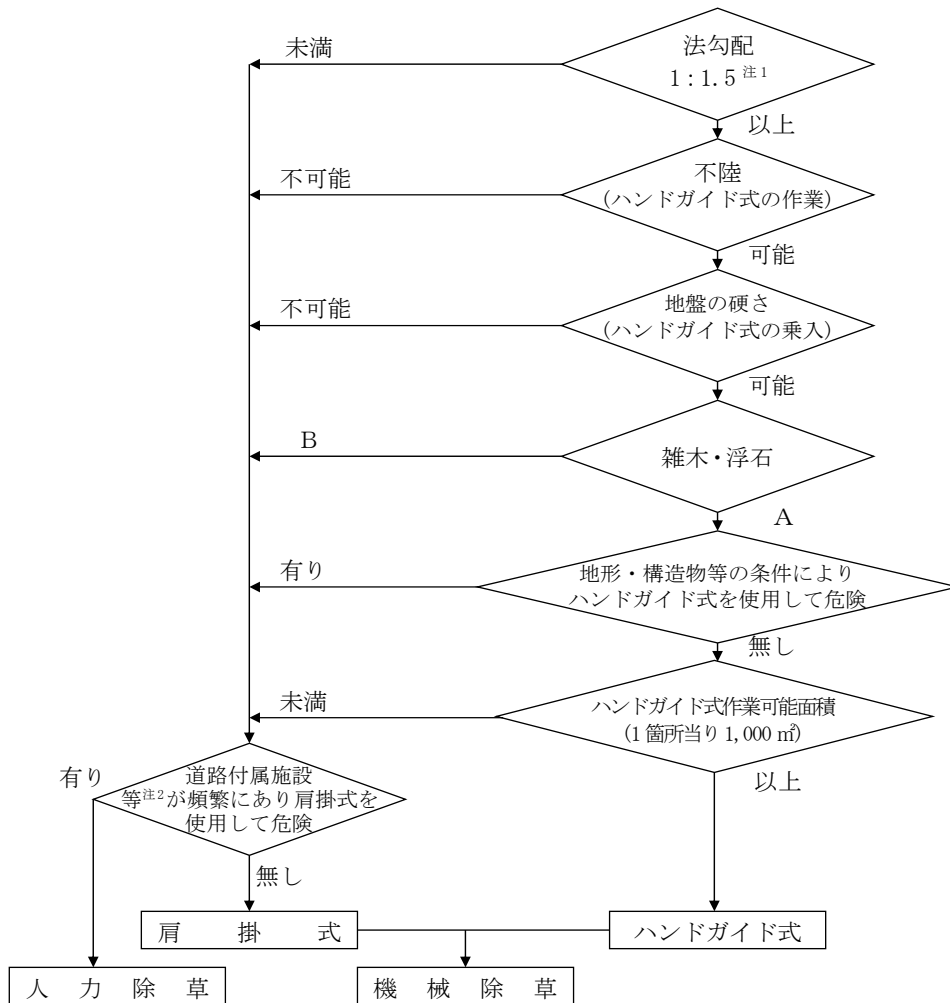 法勾配
未満
1:1.5 注1
以上
不陸
不可能
(ハンドガイド式の作業)
可能
地盤の硬さ
不可能
(ハンドガイド式の乗入)
可能
B
雑木・浮石
A
地形・構造物等の条件により
有り
ハンドガイド式を使用して危険
無し
未満
ハンドガイド式作業可能面積
(1箇所当り1,000㎡)
以上
道路付属施設
有り
等注2が頻繁にあり肩掛式を
使用して危険
無し
肩掛式
ハンドガイド式
人力除草
機械除草